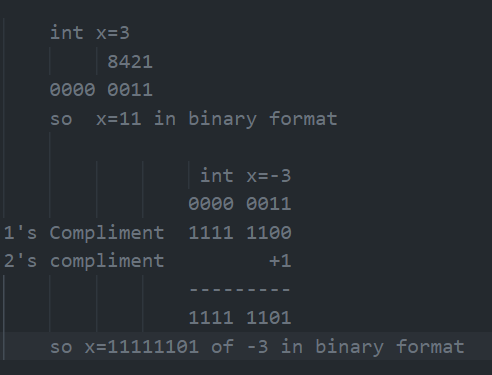 int x=3
8421
0000 0011
so  x=11 in binary format
int x=-3
0000 0011
1's Compliment  1111 1100
2's compliment         +1
---------
1111 1101
so x=11111101 of -3 in binary format